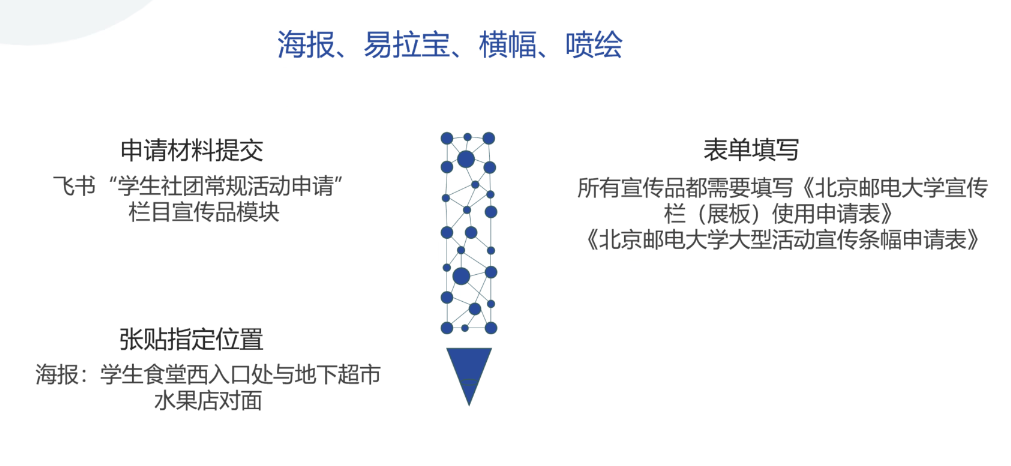 海报、易拉宝、横幅、喷绘
申请材料提交
飞书“学生社团常规活动申请”
栏目宣传品模块
表单填写
所有宣传品都需要填写《北京邮电大学宣传
栏（展板）使用申请表》
《北京邮电大学大型活动宣传条幅申请表》
张贴指定位置
海报：学生食堂西入口处与地下超市
水果店对面